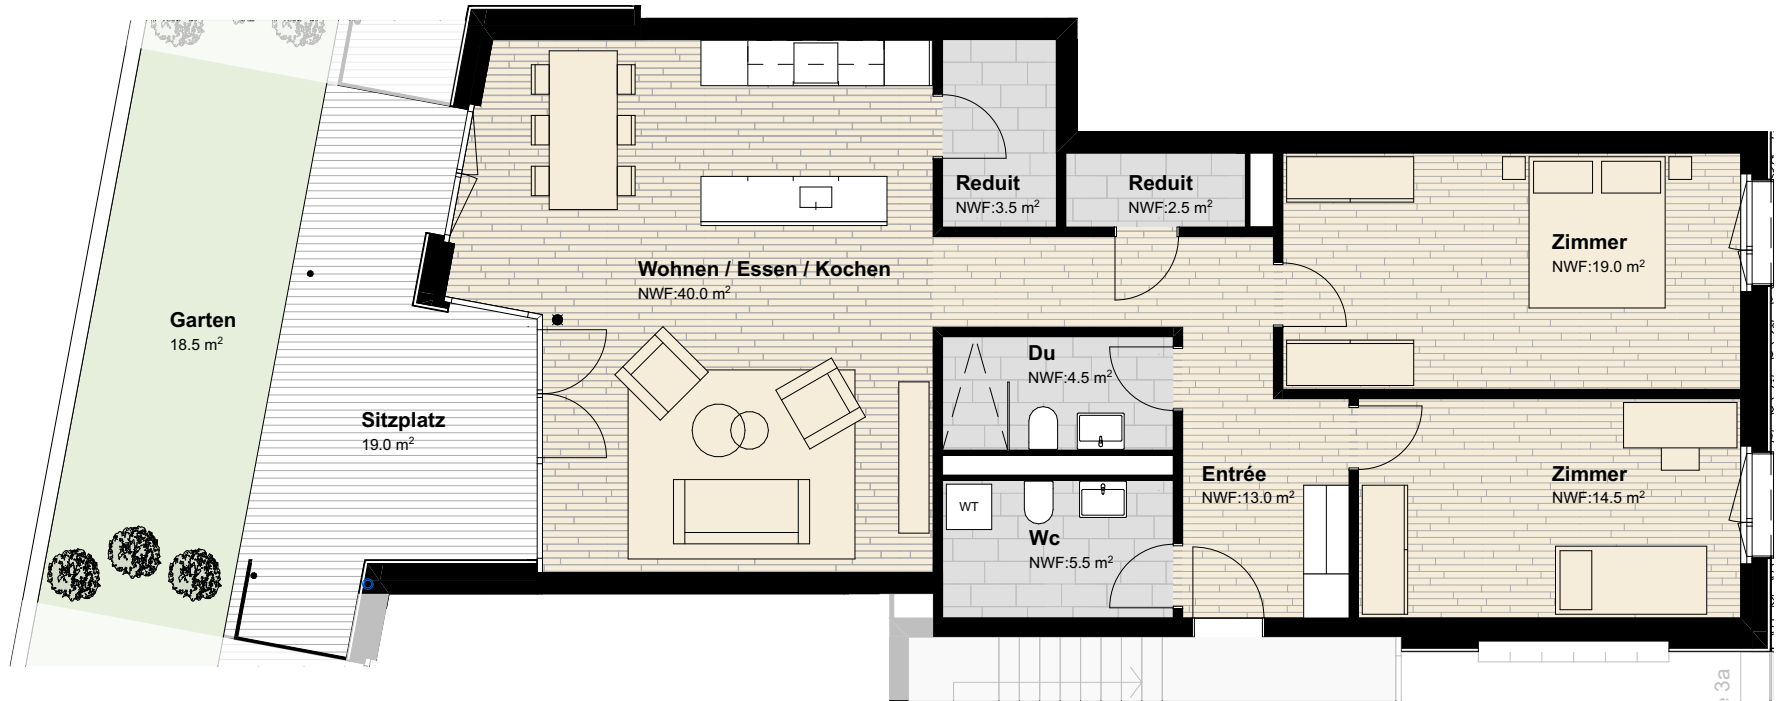 Reduit
NWF:3.5 m²
Reduit
NWF:2.5 m²
Zimmer
NWF:19.0 m²
Wohnen / Essen / Kochen
NWF:40.0 m²
Garten
18.5 m²
Du
NWF:4.5 m²
Sitzplatz
19.0 m²
Entrée
NWF:13.0 m²
Zimmer
NWF:14.5 m²
WT
Wc
NWF:5.5 m²
3a